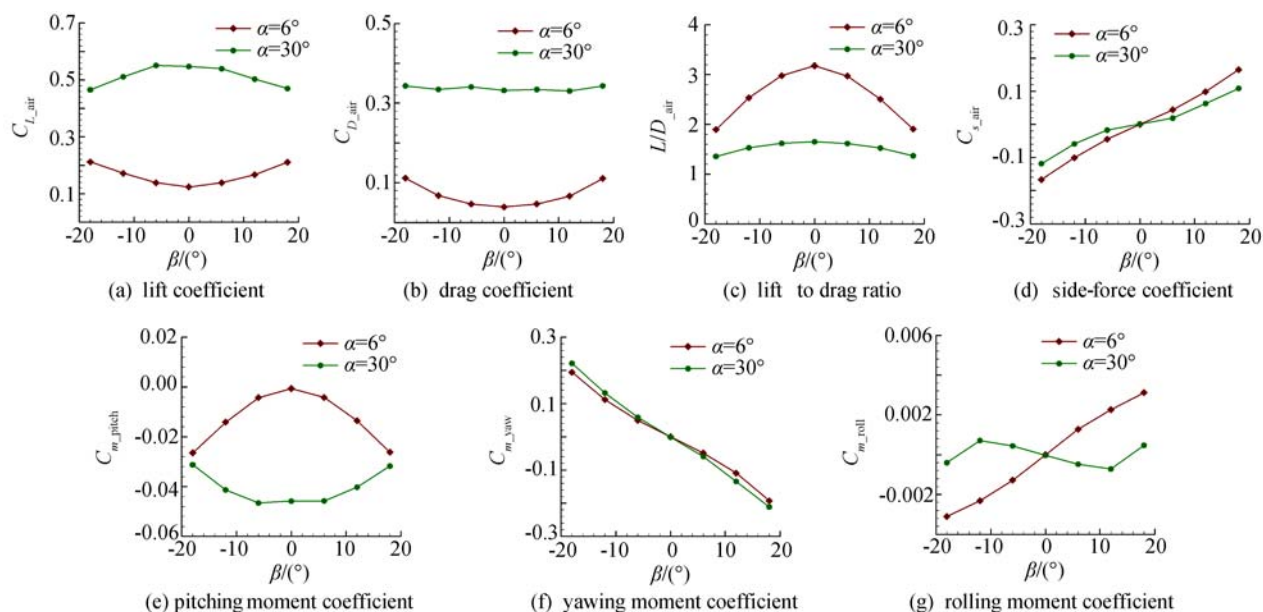 0.7
0.5
0.3
0.1
C_L_air
α=6°
α=30°
-20 -10 0 10 20
β/(°)
(a) lift coefficient
0.5
0.3
0.1
C_D_air
α=6°
α=30°
-20 -10 0 10 20
β/(°)
(b) drag coefficient
4
3
2
1
0
L/D_air
α=6°
α=30°
-20 -10 0 10 20
β/(°)
(c) lift to drag ratio
0.3
0.1
-0.1
-0.3
C_s_air
α=6°
α=30°
-20 -10 0 10 20
β/(°)
(d) side-force coefficient
0.02
0.00
-0.02
-0.04
-0.06
C_m_pitch
α=6°
α=30°
-20 -10 0 10 20
β/(°)
(e) pitching moment coefficient
0.3
0.1
-0.1
-0.3
C_m_yaw
α=6°
α=30°
-20 -10 0 10 20
β/(°)
(f) yawing moment coefficient
0.006
0.002
-0.002
C_m_roll
α=6°
α=30°
-20 -10 0 10 20
β/(°)
(g) rolling moment coefficient